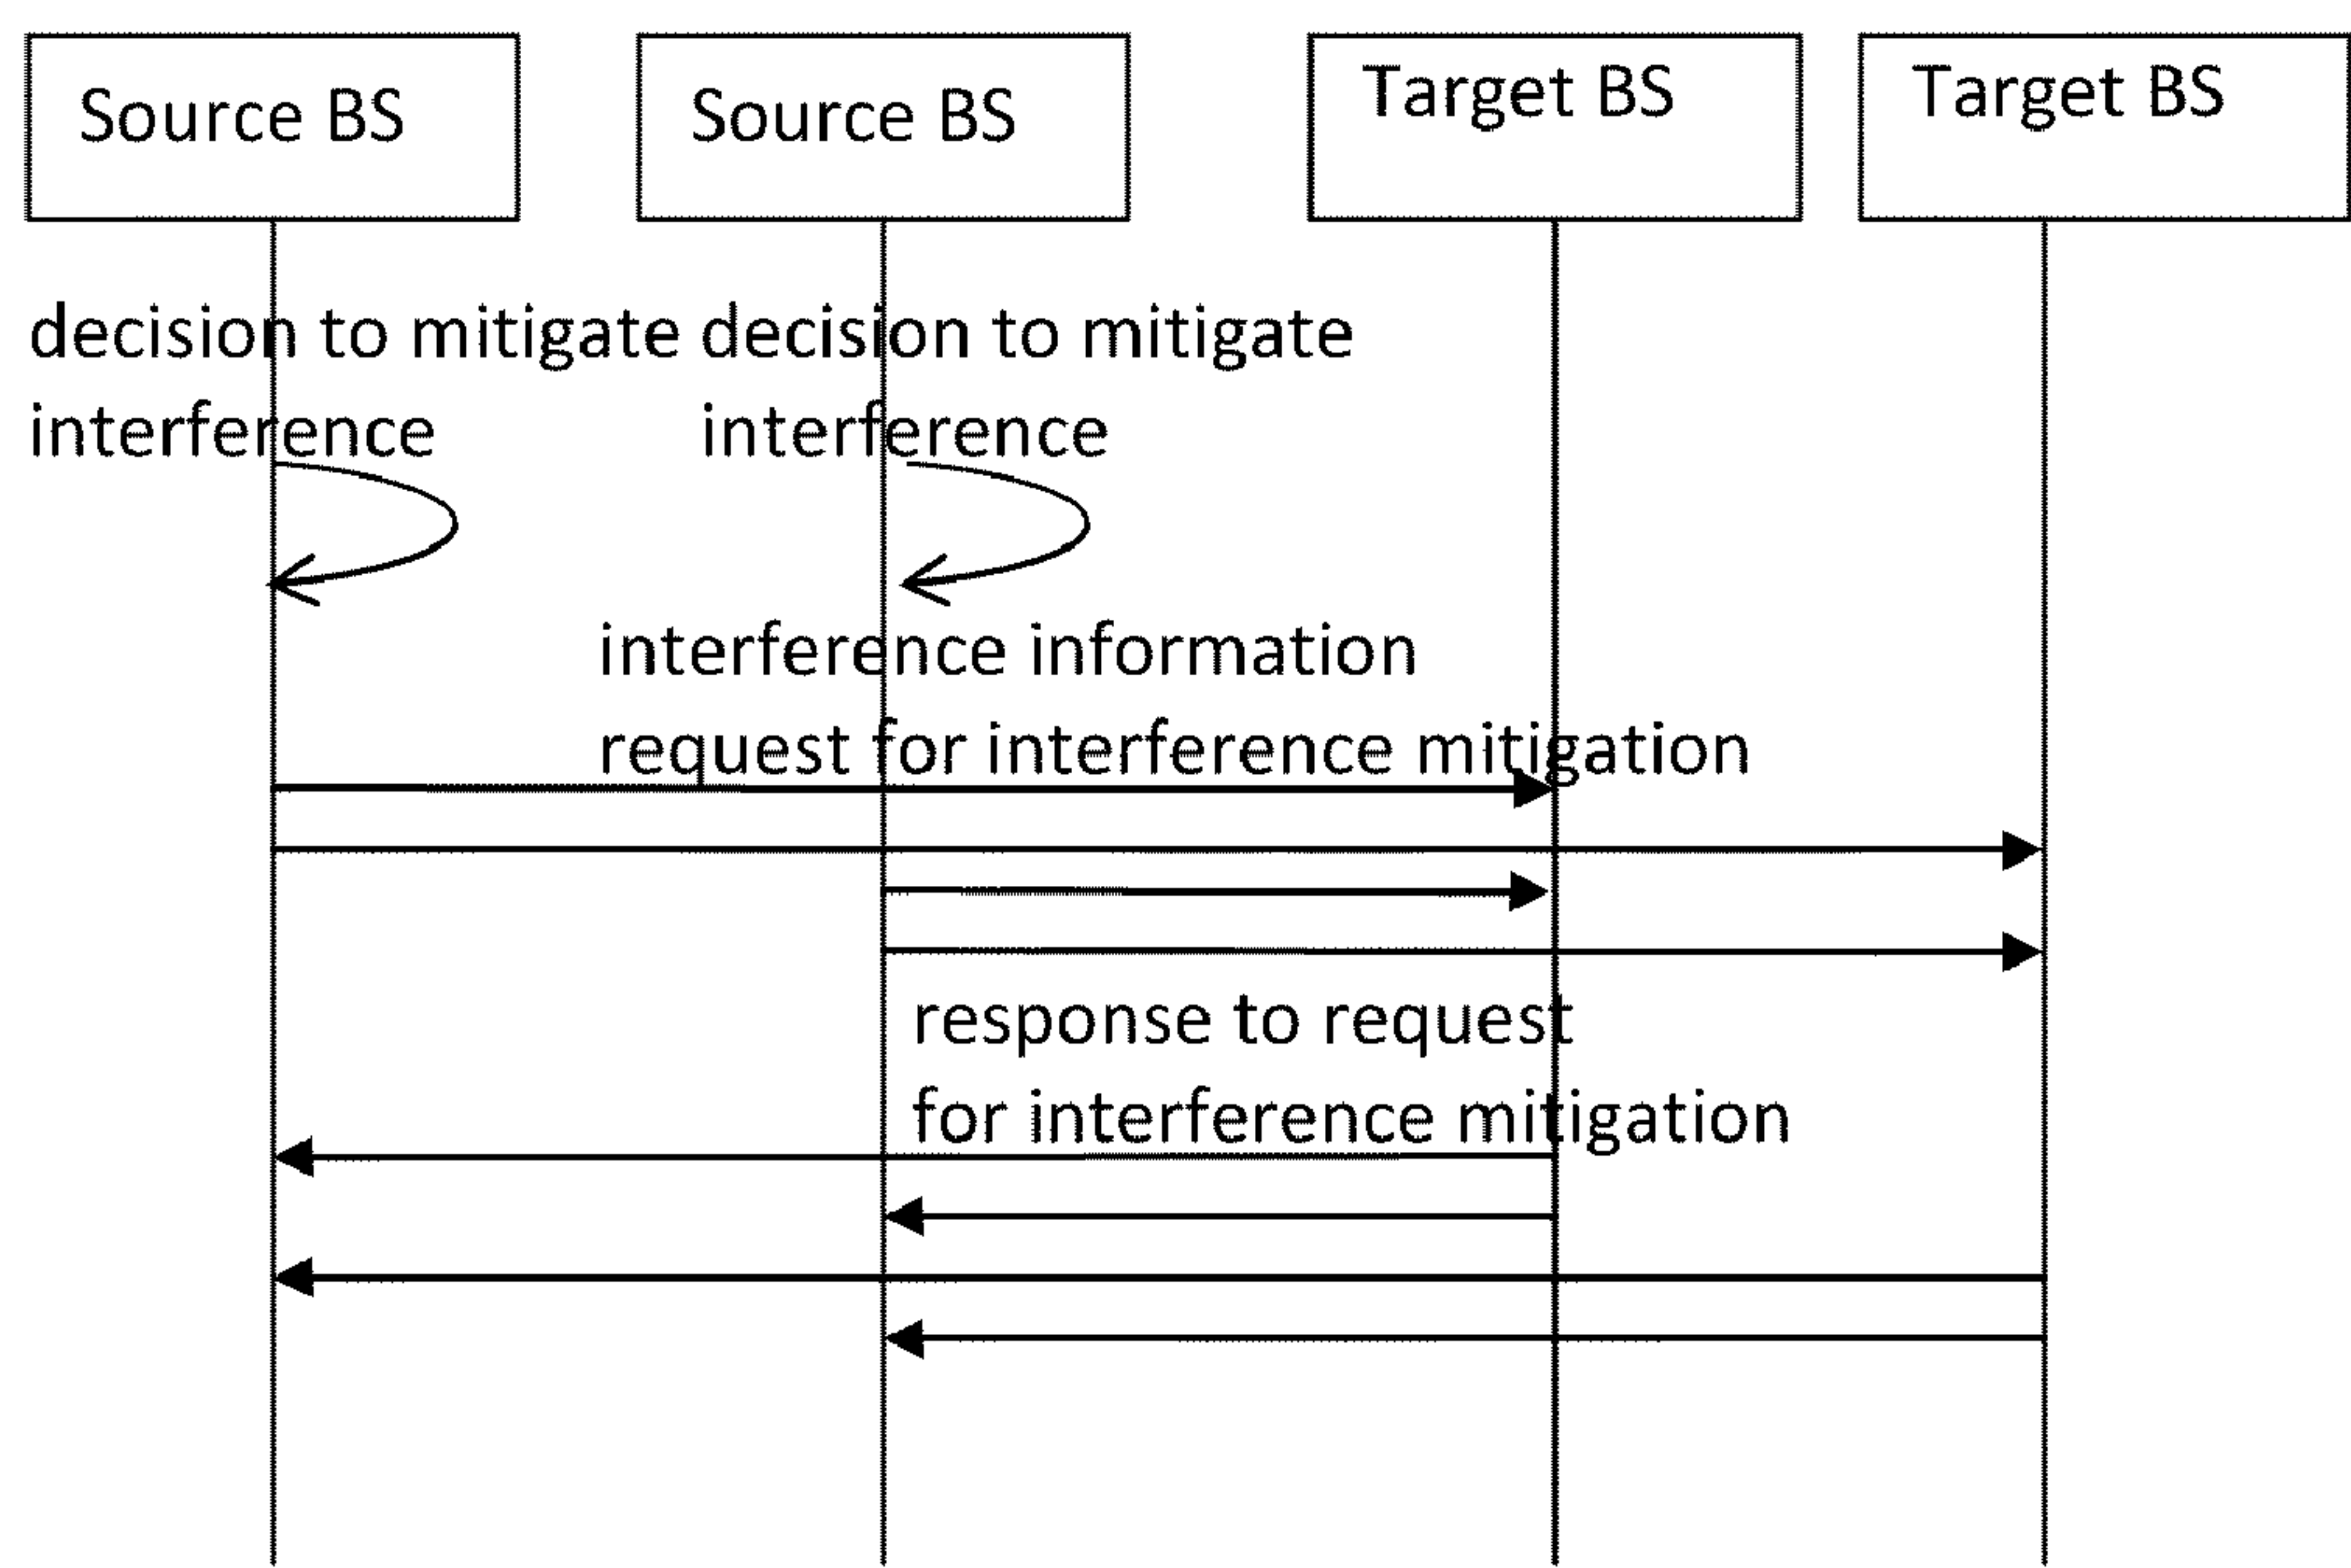 Source BS
Source BS
Target BS
Target BS
decision to mitigate
interference
decision to mitigate
interference
interference information
request for interference mitigation
response to request
for interference mitigation